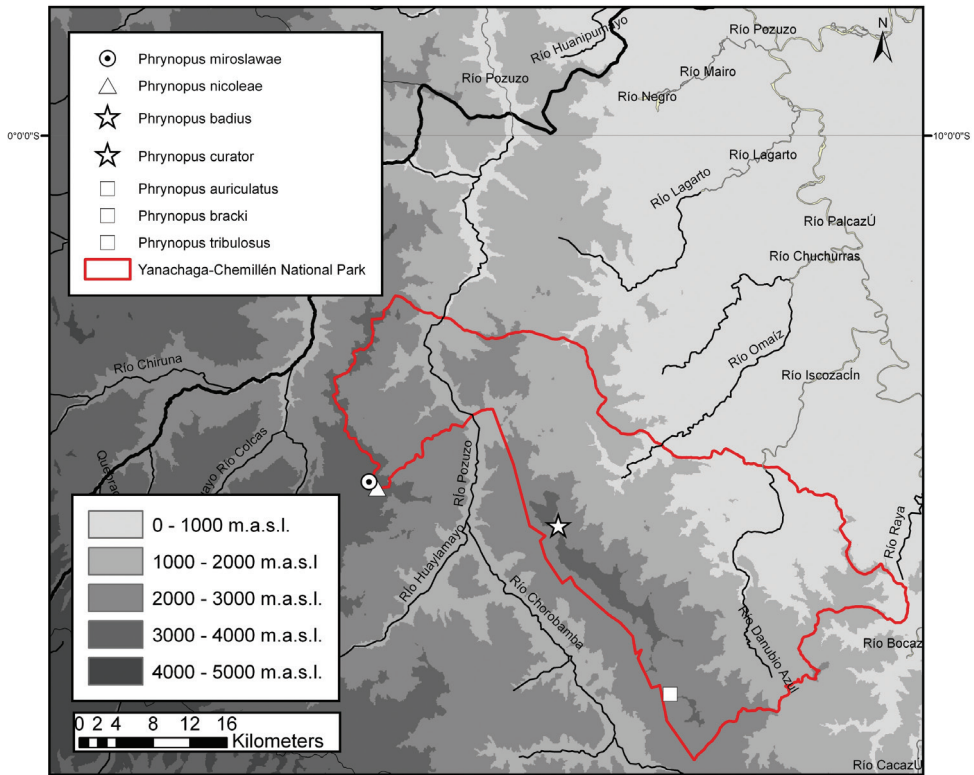 Phrynopus miroslawae
Phrynopus nicoleae
Phrynopus badius
Phrynopus curator
Phrynopus auriculatus
Phrynopus bracki
Phrynopus tribulosus
Yanachaga-Chemillén National Park
Río Huanipumayo
Río Pozuzo
Río Pozuzo
N
Río Mairo
Río Negro
0°0'0"S
10°0'0"S
Río Lagarto
Río Lagarto
Río PalcazÚ
Río Chuchurras
Río Omaíz
Río IscozacÍn
Río Chiruna
Río Colcas
Río Pozuzo
Río Huaylamayo
Río Chorobamba
Río Danubio Azúl
Río Raya
Río Bocaz
Río CacazÚ
0 - 1000 m.a.s.l.
1000 - 2000 m.a.s.l.
2000 - 3000 m.a.s.l.
3000 - 4000 m.a.s.l.
4000 - 5000 m.a.s.l.
0 2 4 8 12 16
Kilometers